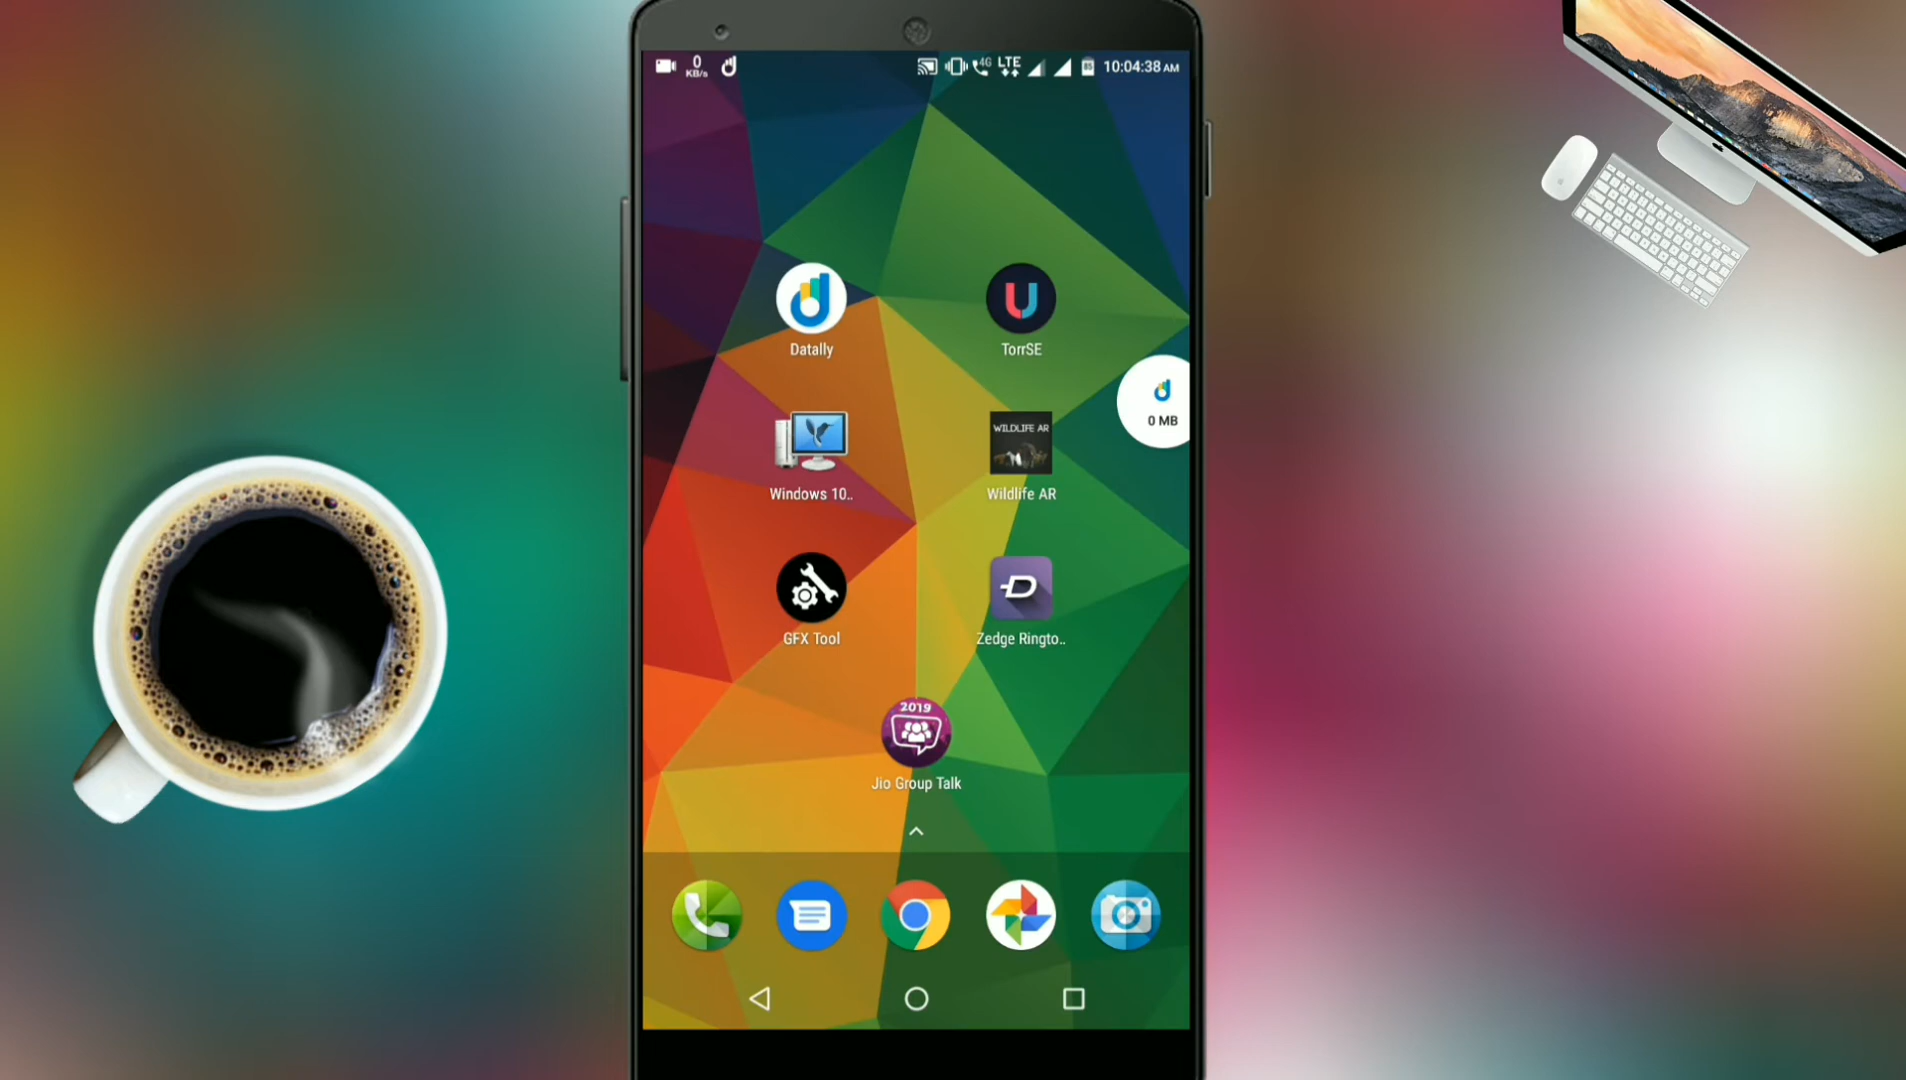 0
KB/s
4G
LTE
85
10:04:38 AM
Datally
TorrSE
0 MB
WILDLIFE AR
Windows 10..
Wildlife AR
GFX Tool
Zedge Ringto..
2019
Jio Group Talk